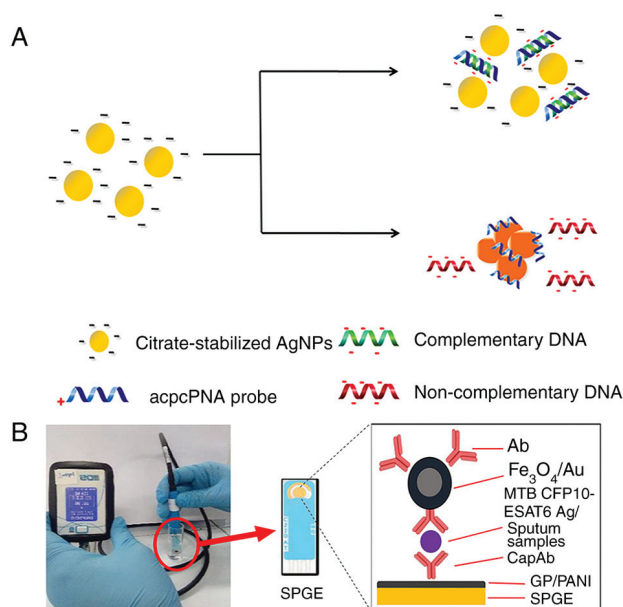 A
Citrate-stabilized AgNPs
Complementary DNA
+
acpcPNA probe
Non-complementary DNA
B
Ab
Fe₃O₄/Au
MTB CFP10-
ESAT6 Ag/
Sputum
samples
CapAb
GP/PANI
SPGE
SPGE